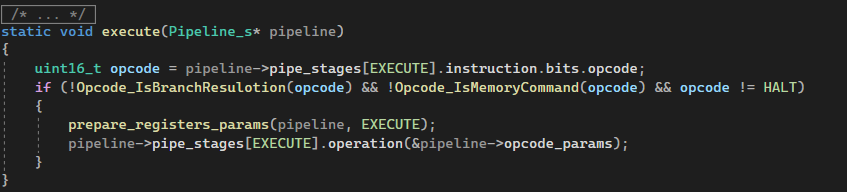 /* ... */
static void execute(Pipeline_s* pipeline)
{
uint16_t opcode = pipeline->pipe_stages[EXECUTE].instruction.bits.opcode;
if (!Opcode_IsBranchResulotion(opcode) && !Opcode_IsMemoryCommand(opcode) && opcode != HALT)
{
prepare_registers_params(pipeline, EXECUTE);
pipeline->pipe_stages[EXECUTE].operation(&pipeline->opcode_params);
}
}